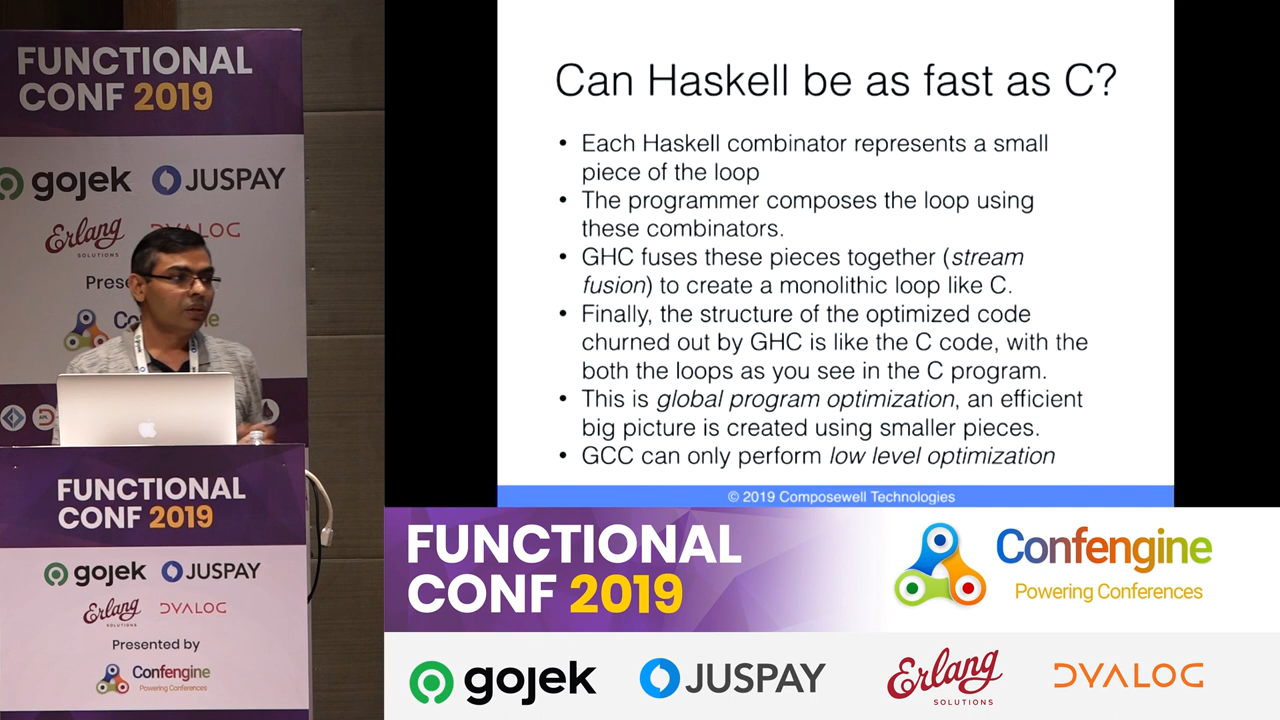 FUNCTIONAL
CONF 2019
gojek JUSPAY
Erlang
SOLUTIONS
DYALOG
FUNCTIONAL
CONF 2019
gojek JUSPAY
Erlang
SOLUTIONS
DYALOG
Presented by
Confengine
Powering Conferences
Can Haskell be as fast as C?
• Each Haskell combinator represents a small
piece of the loop
• The programmer composes the loop using
these combinators.
• GHC fuses these pieces together (stream
fusion) to create a monolithic loop like C.
• Finally, the structure of the optimized code
churned out by GHC is like the C code, with the
both the loops as you see in the C program.
• This is global program optimization, an efficient
big picture is created using smaller pieces.
• GCC can only perform low level optimization
© 2019 Composewell Technologies
FUNCTIONAL
CONF 2019
Confengine
Powering Conferences
gojek JUSPAY Erlang
SOLUTIONS
DYALOG